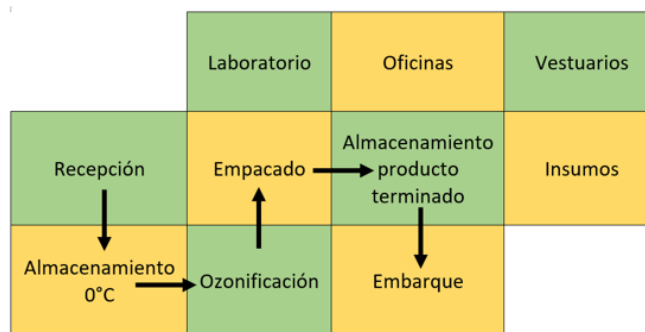 Laboratorio
Oficinas
Vestuarios
Recepción
Empacado
Almacenamiento
producto
terminado
Insumos
Almacenamiento
0°C
Ozonificación
Embarque